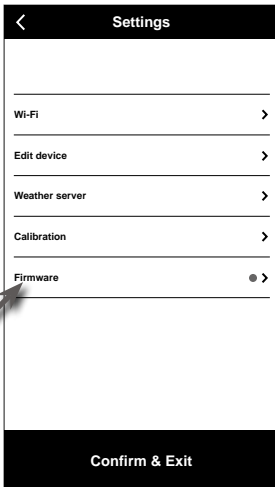 Settings
Wi-Fi
Edit device
Weather server
Calibration
Firmware
Confirm & Exit